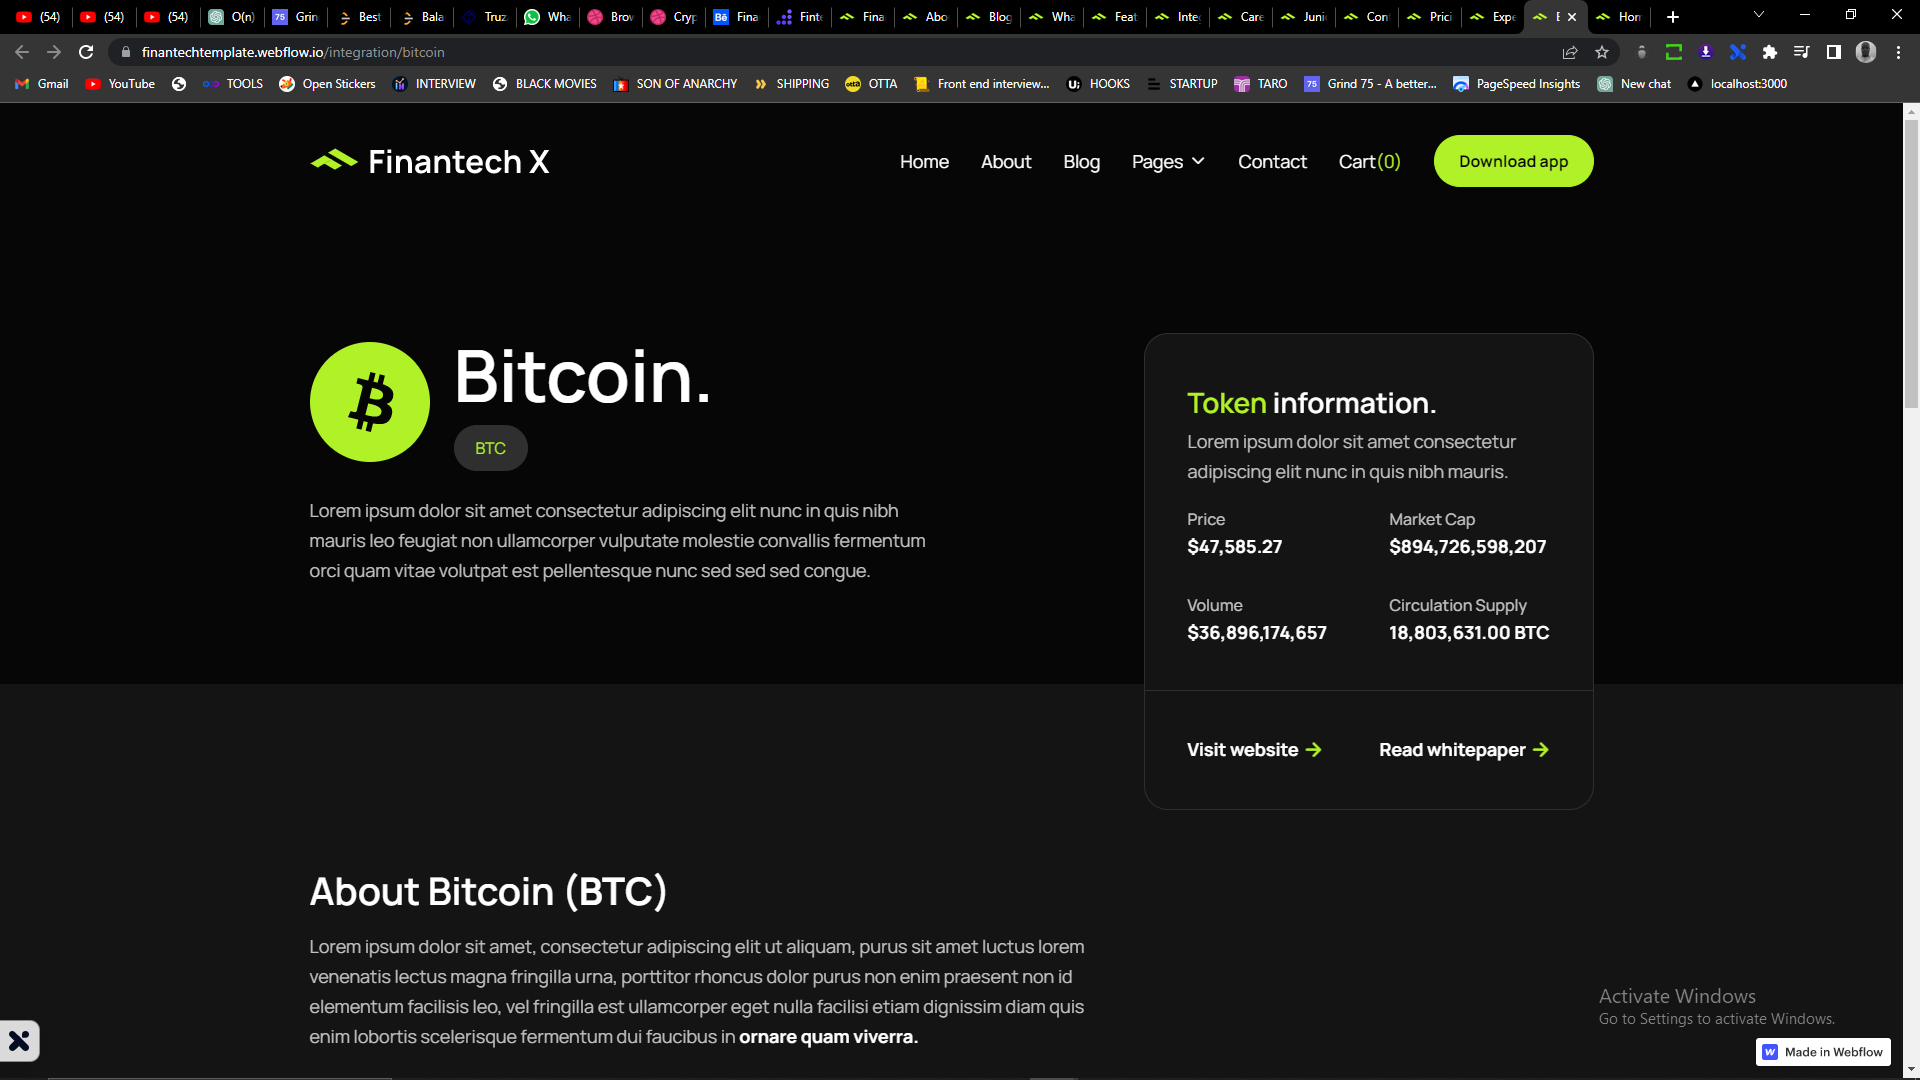 (54)
(54)
(54)
O(n)
Grin
Best
Bala
Truz
Wha
Brow
Cryp
Fina
Finte
Fina
Abo
Blog
Wha
Feat
Inte
Care
Juni
Con
Prici
Expe
Hom
finantechtemplate.webflow.io/integration/bitcoin
Gmail
YouTube
TOOLS
Open Stickers
INTERVIEW
BLACK MOVIES
SON OF ANARCHY
SHIPPING
OTTA
Front end interview...
HOOKS
STARTUP
TARO
Grind 75 - A better...
PageSpeed Insights
New chat
localhost:3000
Finantech X
Home
About
Blog
Pages
Contact
Cart(0)
Download app
Bitcoin.
BTC
Lorem ipsum dolor sit amet consectetur adipiscing elit nunc in quis nibh
mauris leo feugiat non ullamcorper vulputate molestie convallis fermentum
orci quam vitae volutpat est pellentesque nunc sed sed sed congue.
Token information.
Lorem ipsum dolor sit amet consectetur
adipiscing elit nunc in quis nibh mauris.
Price
$47,585.27
Market Cap
$894,726,598,207
Volume
$36,896,174,657
Circulation Supply
18,803,631.00 BTC
Visit website
Read whitepaper
About Bitcoin (BTC)
Lorem ipsum dolor sit amet, consectetur adipiscing elit ut aliquam, purus sit amet luctus lorem
venenatis lectus magna fringilla urna, porttitor rhoncus dolor purus non enim praesent non id
elementum facilisis leo, vel fringilla est ullamcorper eget nulla facilisi etiam dignissim diam quis
enim lobortis scelerisque fermentum dui faucibus in ornare quam viverra.
Activate Windows
Go to Settings to activate Windows.
Made in Webflow